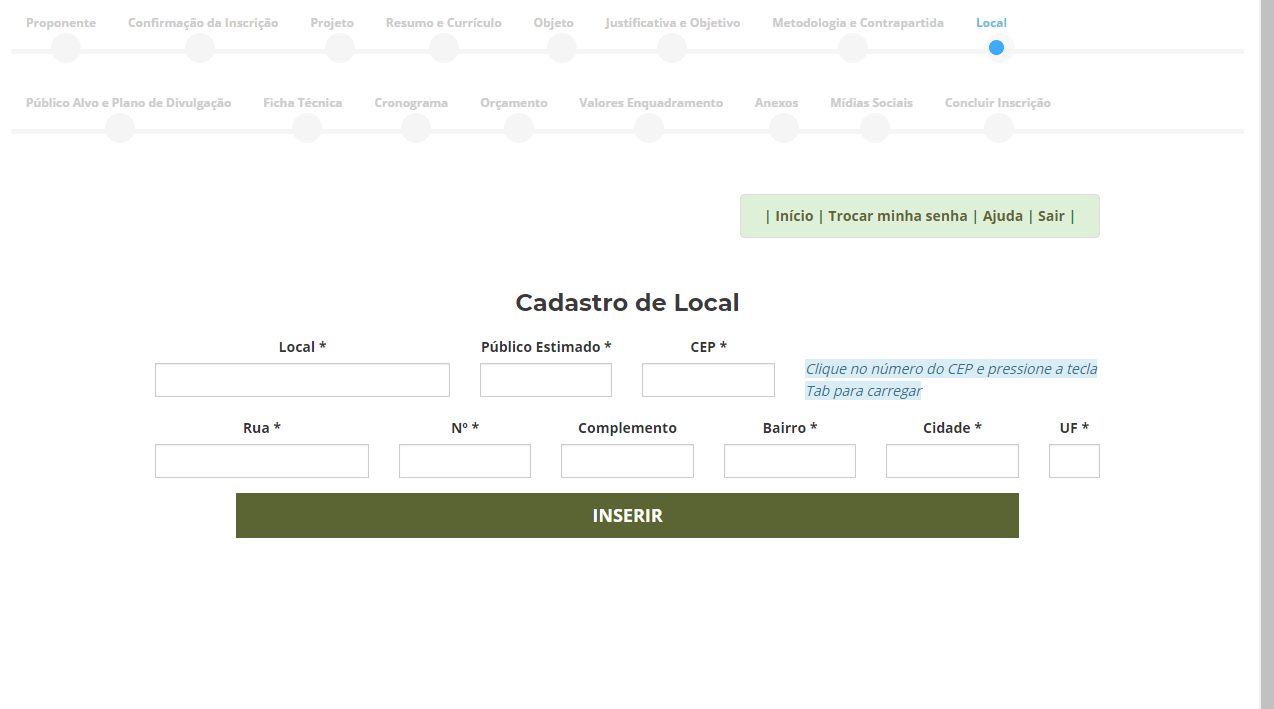 Proponente Confirmação da Inscrição Projeto Resumo e Currículo Objeto Justificativa e Objetivo Metodologia e Contrapartida Local
Público Alvo e Plano de Divulgação Ficha Técnica Cronograma Orçamento Valores Enquadramento Anexos Mídias Sociais Concluir Inscrição
| Início | Trocar minha senha | Ajuda | Sair |
Cadastro de Local
Local * Público Estimado * CEP *
Clique no número do CEP e pressione a tecla
Tab para carregar
Rua * Nº * Complemento Bairro * Cidade * UF *
INSERIR